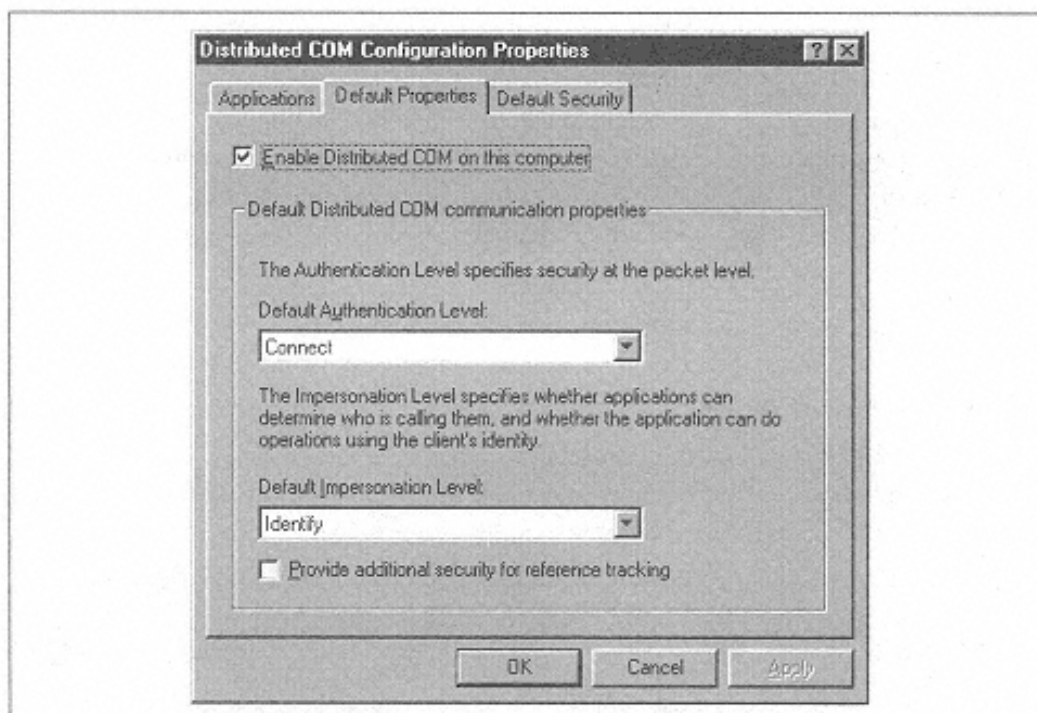 Distributed COM Configuration Properties
Applications
Default Properties
Default Security
Enable Distributed COM on this computer
Default Distributed COM communication properties
The Authentication Level specifies security at the packet level.
Default Authentication Level:
Connect
The Impersonation Level specifies whether applications can
determine who is calling them, and whether the application can do
operations using the client's identity.
Default Impersonation Level:
Identify
Provide additional security for reference tracking
OK
Cancel
Apply